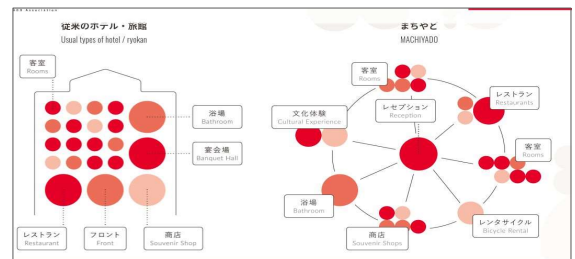 従来のホテル・旅館
Usual types of hotel / ryokan
客室
Rooms
浴場
Bathroom
宴会場
Banquet Hall
レストラン
Restaurant
フロント
Front
商店
Souvenir Shop
まちやど
MACHIYADO
客室
Rooms
レストラン
Restaurants
文化体験
Cultural Experience
レセプション
Reception
客室
Rooms
浴場
Bathroom
商店
Souvenir Shops
レンタサイクル
Bicycle Rental